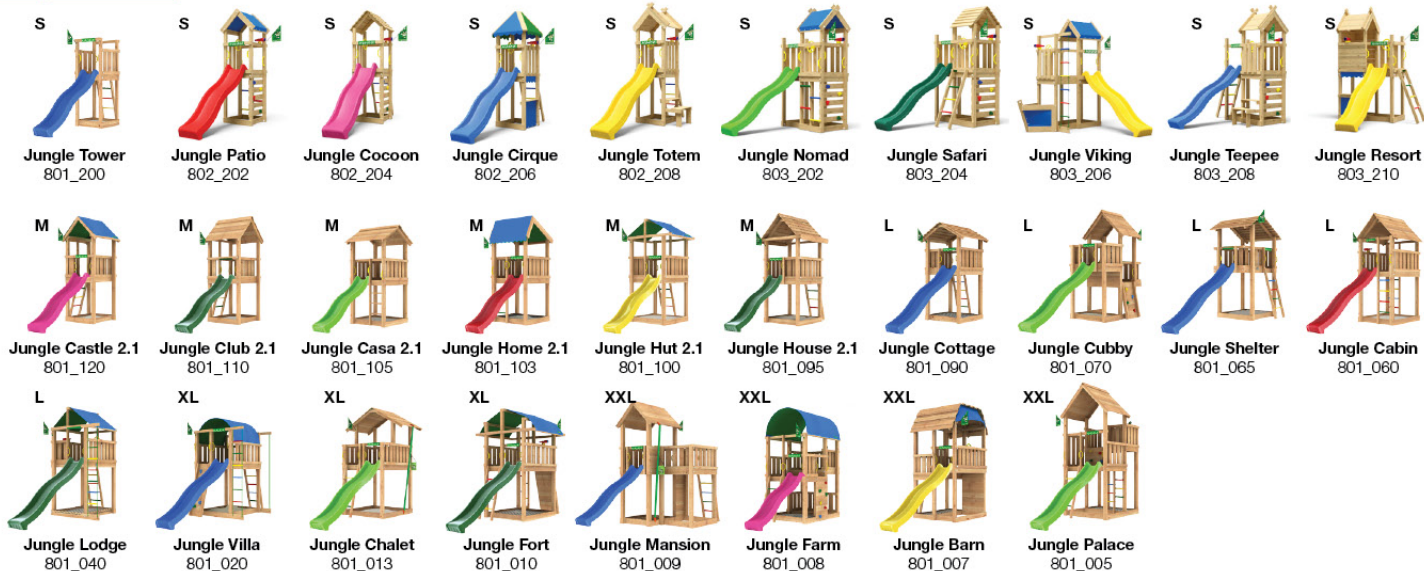 S S S S S S S S S S
Jungle Tower Jungle Patio Jungle Cocoon Jungle Cirque Jungle Totem Jungle Nomad Jungle Safari Jungle Viking Jungle Teepee Jungle Resort
801_200 802_202 802_204 802_206 802_208 803_202 803_204 803_206 803_208 803_210
M M M M M M L L L L
Jungle Castle 2.1 Jungle Club 2.1 Jungle Casa 2.1 Jungle Home 2.1 Jungle Hut 2.1 Jungle House 2.1 Jungle Cottage Jungle Cubby Jungle Shelter Jungle Cabin
801_120 801_110 801_105 801_103 801_100 801_095 801_090 801_070 801_065 801_060
L XL XL XL XXL XXL XXL XXL
Jungle Lodge Jungle Villa Jungle Chalet Jungle Fort Jungle Mansion Jungle Farm Jungle Barn Jungle Palace
801_040 801_020 801_013 801_010 801_009 801_008 801_007 801_005